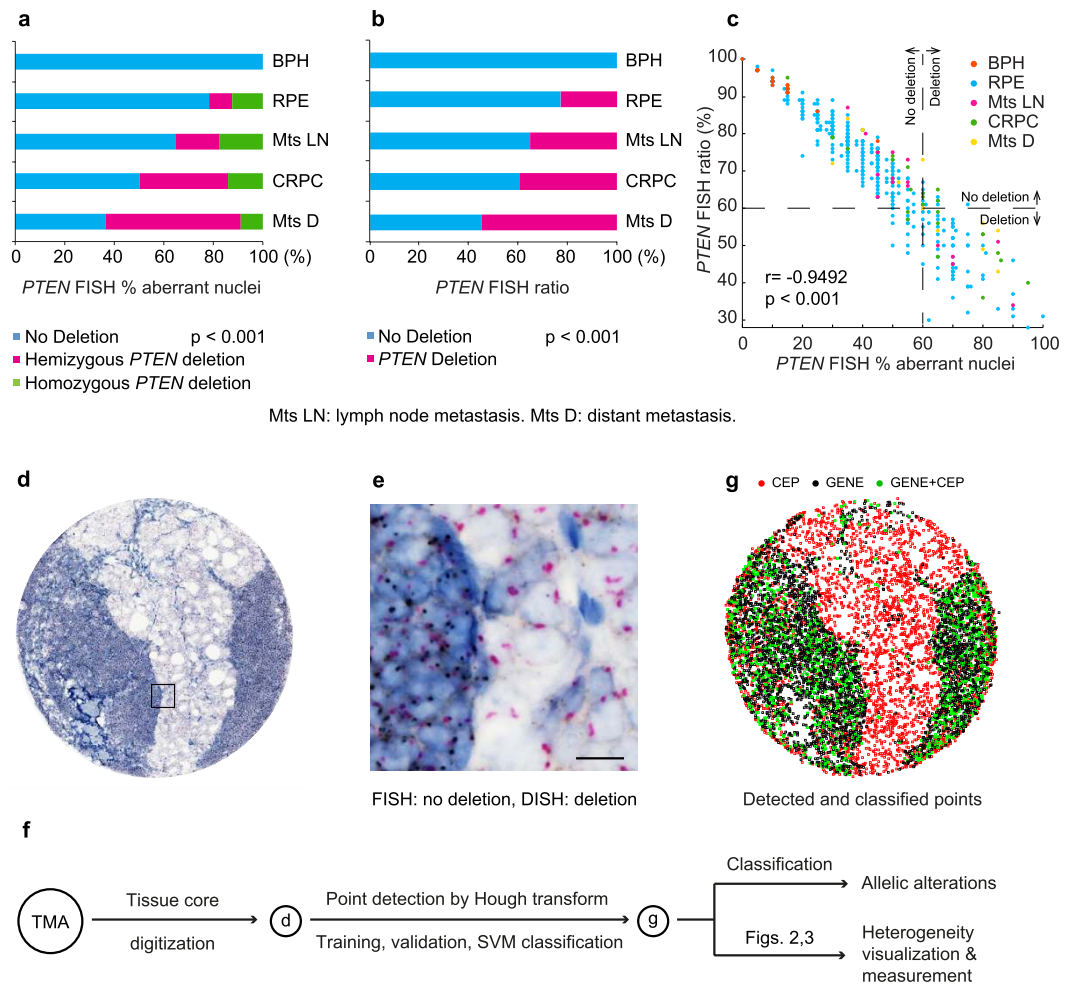 a
BPH
RPE
Mts LN
CRPC
Mts D
0 20 40 60 80 100 (%)
PTEN FISH % aberrant nuclei
No Deletion p < 0.001
Hemizygous PTEN deletion
Homozygous PTEN deletion
b
BPH
RPE
Mts LN
CRPC
Mts D
0 20 40 60 80 100 (%)
PTEN FISH ratio
No Deletion p < 0.001
PTEN Deletion
c
No deletion
Deletion
BPH
RPE
Mts LN
CRPC
Mts D
No deletion
Deletion
PTEN FISH ratio (%)
100
90
80
70
60
50
40
30
r= -0.9492
p < 0.001
0 20 40 60 80 100
PTEN FISH % aberrant nuclei
Mts LN: lymph node metastasis. Mts D: distant metastasis.
d
e
FISH: no deletion, DISH: deletion
g
CEP GENE GENE+CEP
Detected and classified points
f
TMA
Tissue core
digitization
d
Point detection by Hough transform
Training, validation, SVM classification
g
Classification
Allelic alterations
Figs. 2,3
Heterogeneity
visualization &
measurement